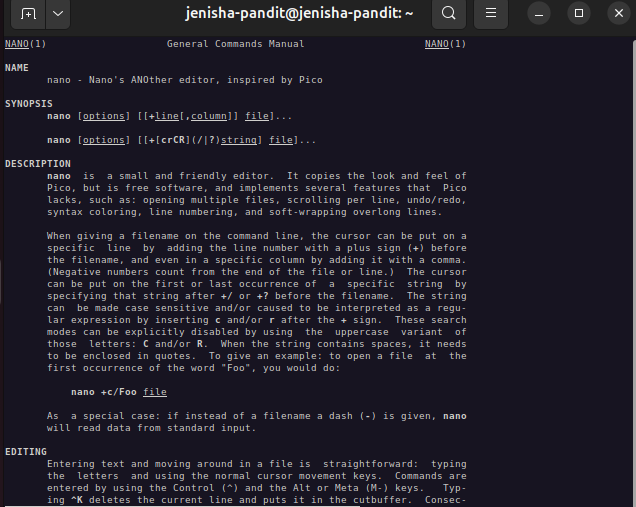 jenisha-pandit@jenisha-pandit: ~
NANO(1) General Commands Manual NANO(1)
NAME
nano - Nano's ANOther editor, inspired by Pico
SYNOPSIS
nano [options] [[+line[,column]] file]...
nano [options] [[+[crCR](/|?)string] file]...
DESCRIPTION
nano is a small and friendly editor. It copies the look and feel of
Pico, but is free software, and implements several features that Pico
lacks, such as: opening multiple files, scrolling per line, undo/redo,
syntax coloring, line numbering, and soft-wrapping overlong lines.
When giving a filename on the command line, the cursor can be put on a
specific line by adding the line number with a plus sign (+) before
the filename, and even in a specific column by adding it with a comma.
(Negative numbers count from the end of the file or line.) The cursor
can be put on the first or last occurrence of a specific string by
specifying that string after +/ or +? before the filename. The string
can be made case sensitive and/or caused to be interpreted as a regu-
lar expression by inserting c and/or r after the + sign. These search
modes can be explicitly disabled by using the uppercase variant of
those letters: C and/or R. When the string contains spaces, it needs
to be enclosed in quotes. To give an example: to open a file at the
first occurrence of the word "Foo", you would do:
nano +c/Foo file
As a special case: if instead of a filename a dash (-) is given, nano
will read data from standard input.
EDITING
Entering text and moving around in a file is straightforward: typing
the letters and using the normal cursor movement keys. Commands are
entered by using the Control (^) and the Alt or Meta (M-) keys. Typ-
ing ^K deletes the current line and puts it in the cutbuffer. Consec-